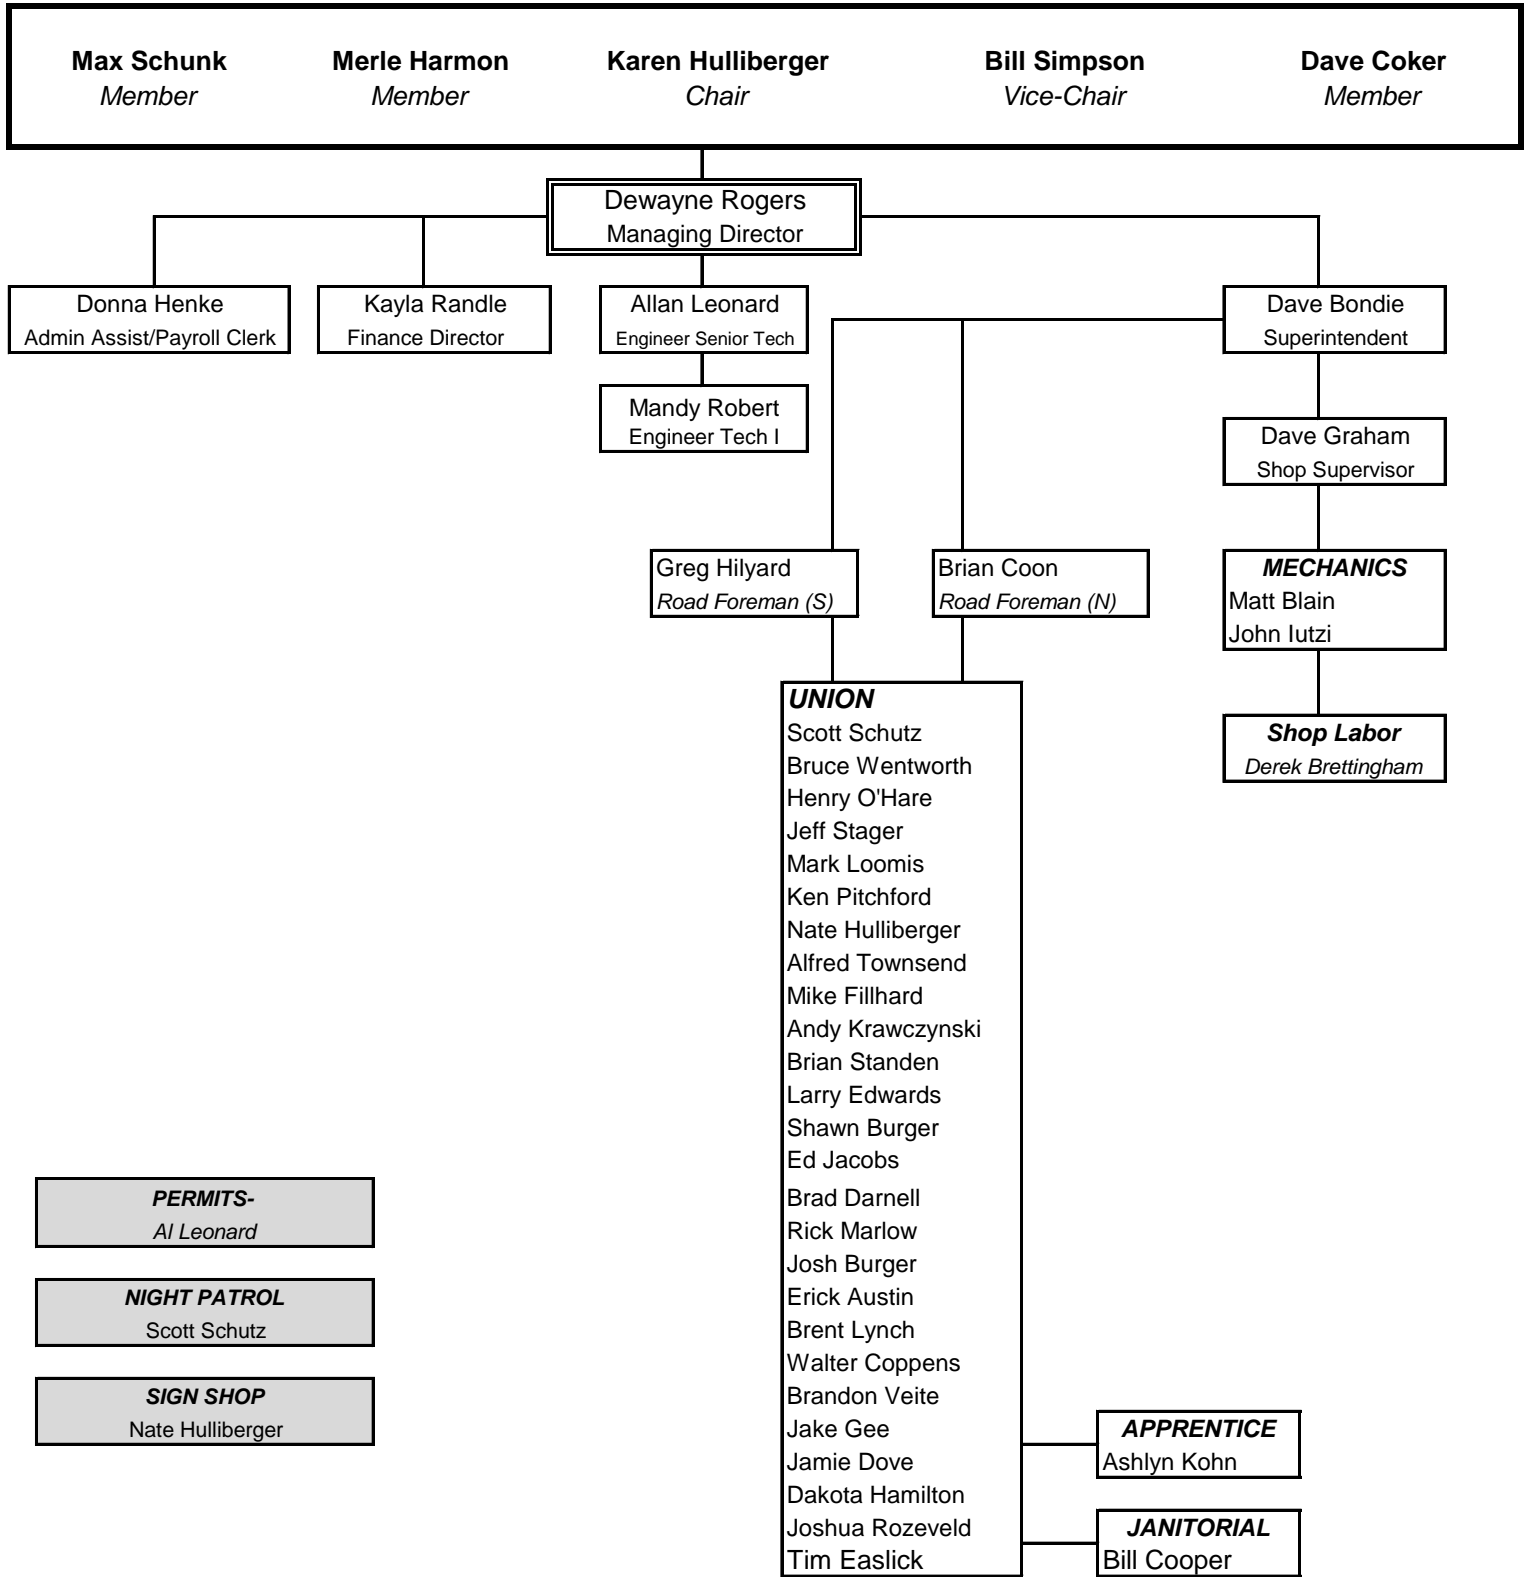 Max Schunk
Member
Merle Harmon
Member
Karen Hulliberger
Chair
Bill Simpson
Vice-Chair
Dave Coker
Member
Dewayne Rogers
Managing Director
Donna Henke
Admin Assist/Payroll Clerk
Kayla Randle
Finance Director
Allan Leonard
Engineer Senior Tech
Dave Bondie
Superintendent
Mandy Robert
Engineer Tech I
Dave Graham
Shop Supervisor
Greg Hilyard
Road Foreman (S)
Brian Coon
Road Foreman (N)
MECHANICS
Matt Blain
John Iutzi
Shop Labor
Derek Brettingham
UNION
Scott Schutz
Bruce Wentworth
Henry O'Hare
Jeff Stager
Mark Loomis
Ken Pitchford
Nate Hulliberger
Alfred Townsend
Mike Fillhard
Andy Krawczynski
Brian Standen
Larry Edwards
Shawn Burger
Ed Jacobs
Brad Darnell
Rick Marlow
Josh Burger
Erick Austin
Brent Lynch
Walter Coppens
Brandon Veite
Jake Gee
Jamie Dove
Dakota Hamilton
Joshua Rozeveld
Tim Easlick
PERMITS-
Al Leonard
NIGHT PATROL
Scott Schutz
SIGN SHOP
Nate Hulliberger
APPRENTICE
Ashlyn Kohn
JANITORIAL
Bill Cooper